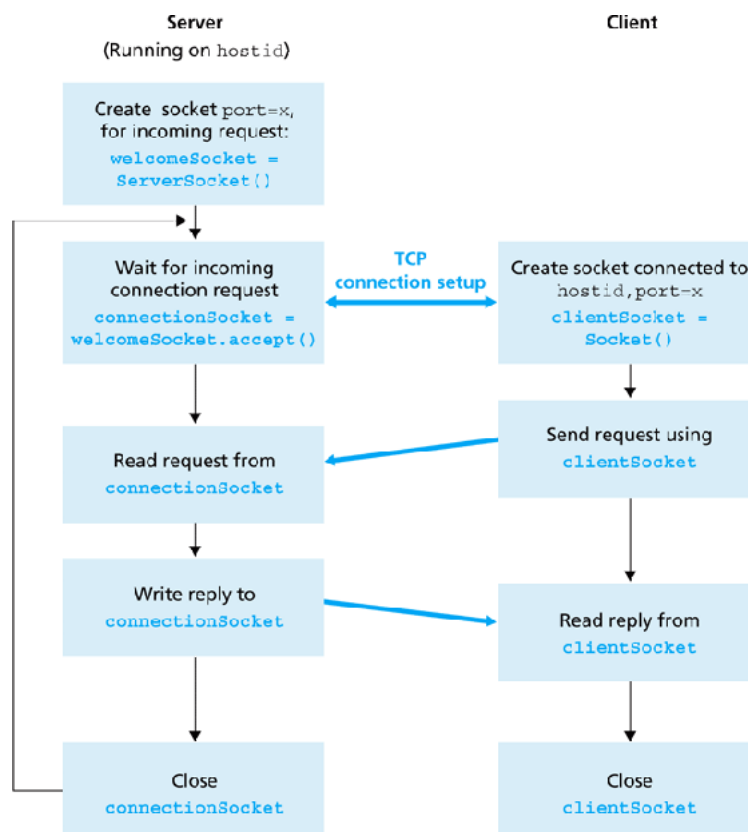 Server
(Running on hostid)
Client
Create socket port=x,
for incoming request:
welcomeSocket =
ServerSocket()
Wait for incoming
connection request
connectionSocket =
welcomeSocket.accept()
TCP
connection setup
Create socket connected to
hostid,port=x
clientSocket =
Socket()
Send request using
clientSocket
Read request from
connectionSocket
Write reply to
connectionSocket
Read reply from
clientSocket
Close
connectionSocket
Close
clientSocket